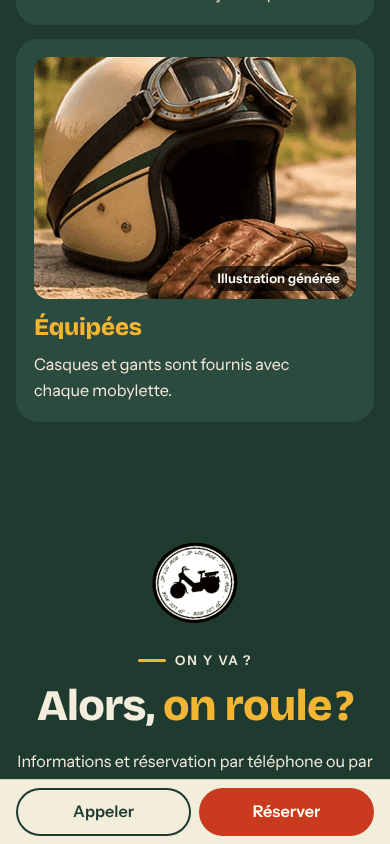 Illustration générée
Équipées
Casques et gants sont fournis avec
chaque mobylette.
ON Y VA ?
Alors, on roule ?
Informations et réservation par téléphone ou par
Appeler
Réserver